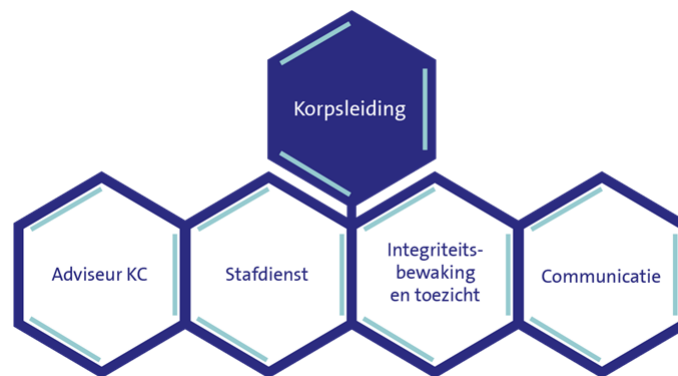 Korpsleiding
Adviseur KC
Stafdienst
Integriteits-
bewaking
en toezicht
Communicatie